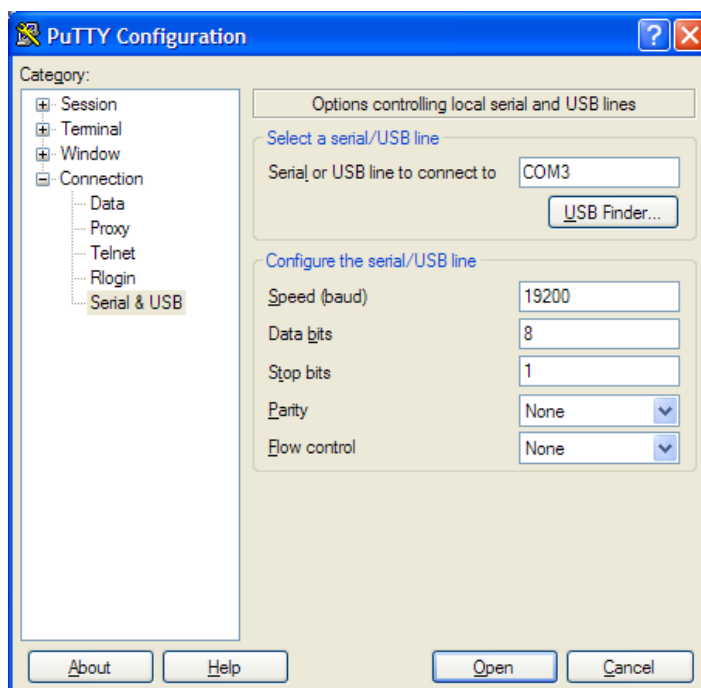 PuTTY Configuration
Category:
Session
Terminal
Window
Connection
Data
Proxy
Telnet
Rlogin
Serial & USB
Options controlling local serial and USB lines
Select a serial/USB line
Serial or USB line to connect to COM3
USB Finder...
Configure the serial/USB line
Speed (baud) 19200
Data bits 8
Stop bits 1
Parity None
Flow control None
About Help Open Cancel